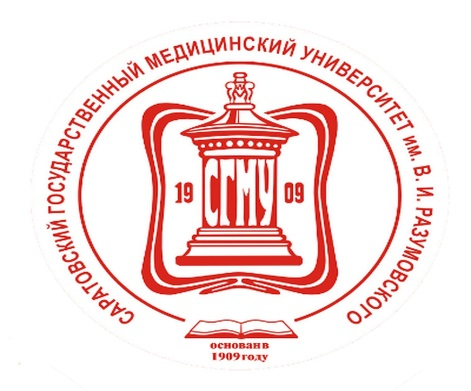 САРАТОВСКИЙ ГОСУДАРСТВЕННЫЙ МЕДИЦИНСКИЙ УНИВЕРСИТЕТ им. В. И. РАЗУМОВСКОГО
19 СГМУ 09
основан в
1909 году